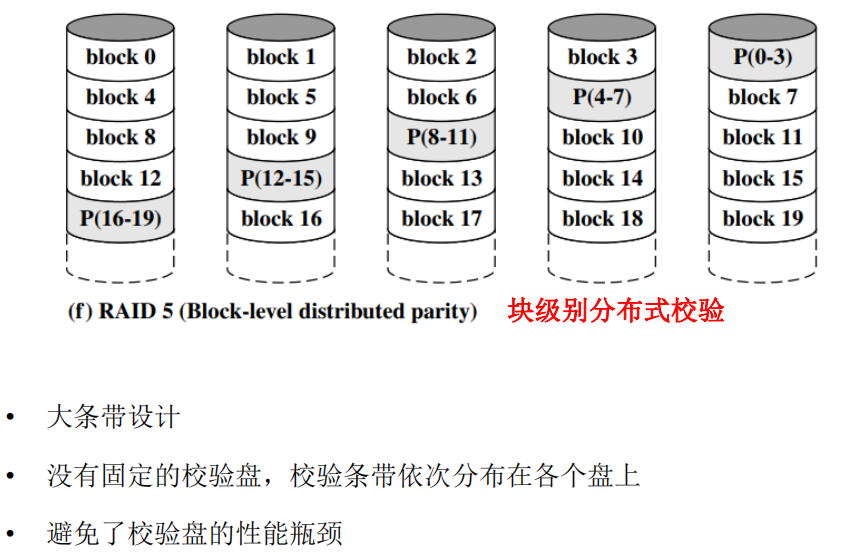 block 0 block 1 block 2 block 3 P(0-3)
block 4 block 5 block 6 P(4-7) block 7
block 8 block 9 P(8-11) block 10 block 11
block 12 P(12-15) block 13 block 14 block 15
P(16-19) block 16 block 17 block 18 block 19
(f) RAID 5 (Block-level distributed parity) 块级别分布式校验
• 大条带设计
• 没有固定的校验盘，校验条带依次分布在各个盘上
• 避免了校验盘的性能瓶颈